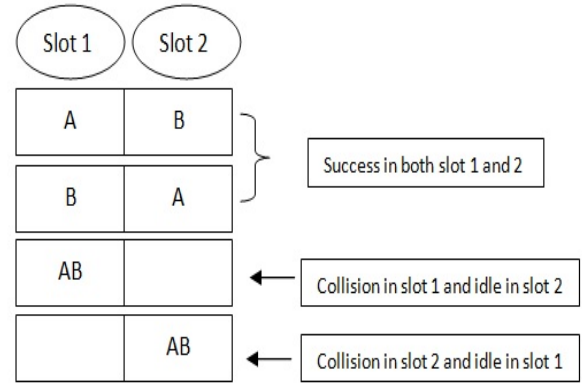 Slot 1 Slot 2
A B
Success in both slot 1 and 2
B A
AB
Collision in slot 1 and idle in slot 2
AB
Collision in slot 2 and idle in slot 1